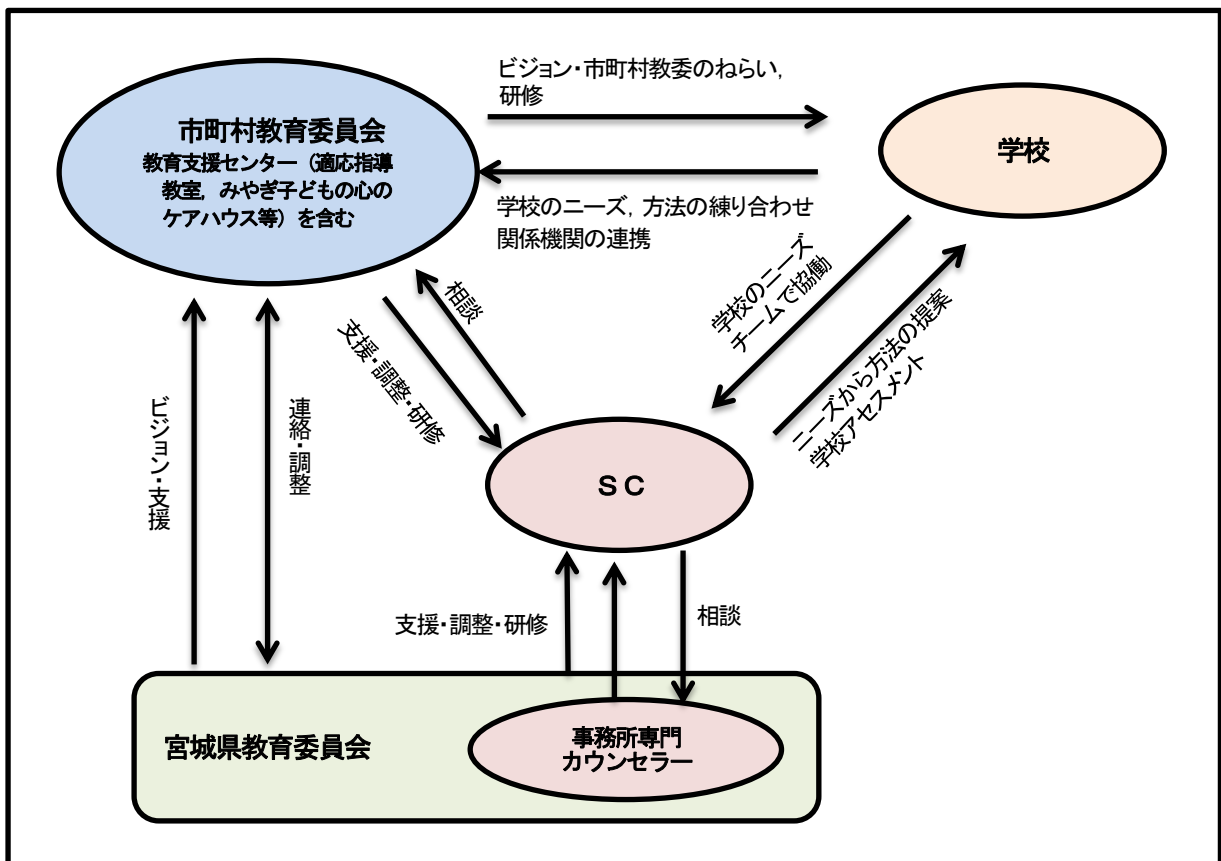 ビジョン・市町村教委のねらい，
研修
市町村教育委員会
教育支援センター（適応指導
教室，みやぎ子どもの心の
ケアハウス等）を含む
学校
学校のニーズ，方法の練り合わせ
関係機関の連携
相談
支援・調整・研修
学校のニーズ
チームで協働
ニーズから方法の提案
学校アセスメント
ビジョン・支援
連絡・調整
ＳＣ
支援・調整・研修
相談
宮城県教育委員会
事務所専門
カウンセラー